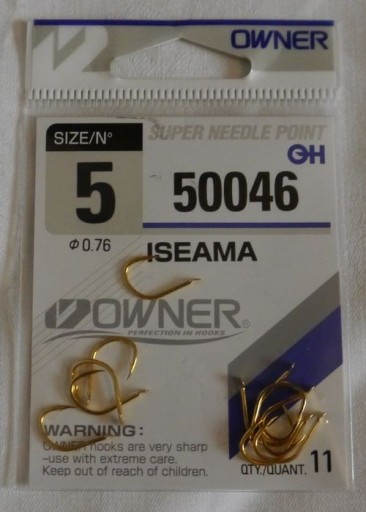 OWNER
SIZE/N°
SUPER NEEDLE POINT
5
50046
Φ0.76
ISEAMA
OWNER®
PERFECTION IN HOOKS
WARNING:
OWNER hooks are very sharp
–use with extreme care.
Keep out of reach of children.
QTY./QUANT. 11